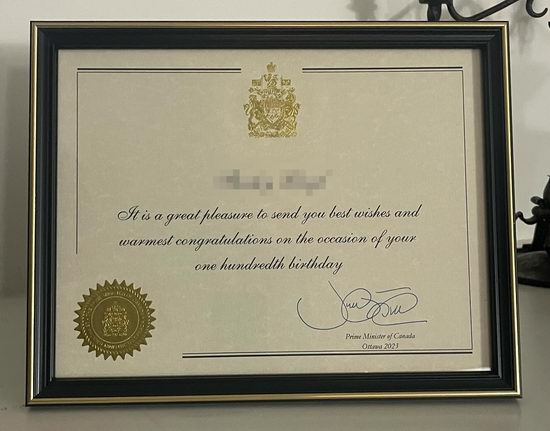 It is a great pleasure to send you best wishes and
warmest congratulations on the occasion of your
one hundredth birthday
Prime Minister of Canada
Ottawa 2023